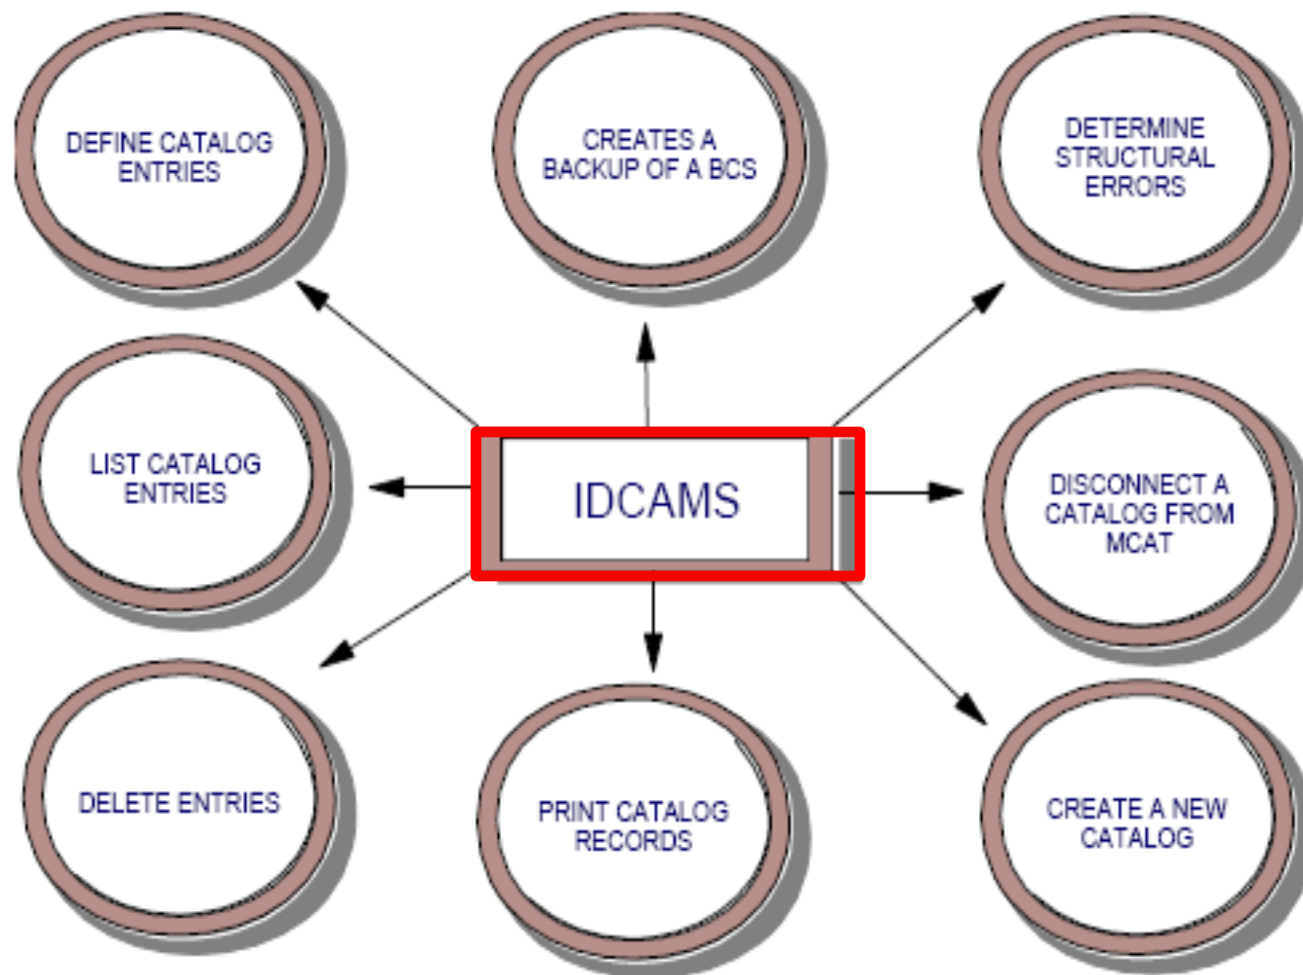 DEFINE CATALOG
ENTRIES
CREATES A
BACKUP OF A BCS
DETERMINE
STRUCTURAL
ERRORS
LIST CATALOG
ENTRIES
IDCAMS
DISCONNECT A
CATALOG FROM
MCAT
DELETE ENTRIES
PRINT CATALOG
RECORDS
CREATE A NEW
CATALOG